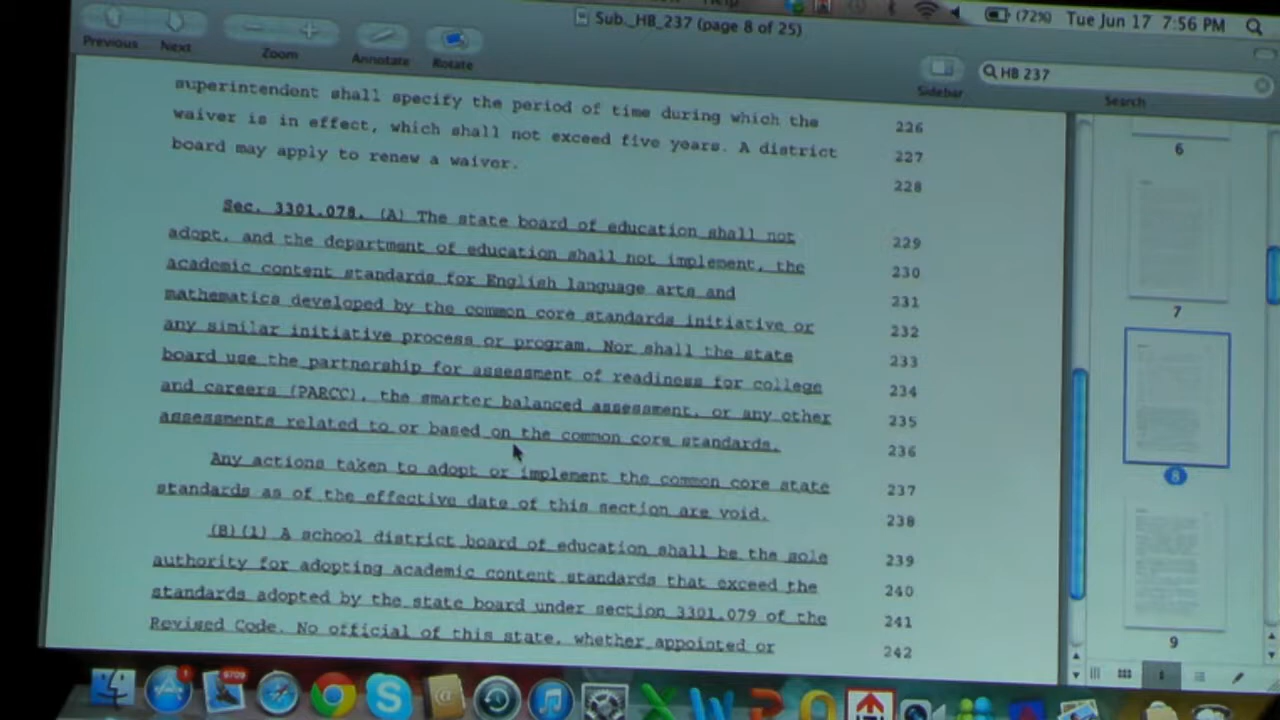 Help
(72%) Tue Jun 17 7:56 PM
Sub._HB_237 (page 8 of 25)
Previous Next Zoom Annotate Rotate Sidebar Search
HB 237
superintendent shall specify the period of time during which the 226
waiver is in effect, which shall not exceed five years. A district 227
board may apply to renew a waiver. 228
Sec. 3301.078. (A) The state board of education shall not 229
adopt, and the department of education shall not implement, the 230
academic content standards for English language arts and 231
mathematics developed by the common core standards initiative or 232
any similar initiative process or program. Nor shall the state 233
board use the partnership for assessment of readiness for college 234
and careers (PARCC), the smarter balanced assessment, or any other 235
assessments related to or based on the common core standards. 236
Any actions taken to adopt or implement the common core state 237
standards as of the effective date of this section are void. 238
(B)(1) A school district board of education shall be the sole 239
authority for adopting academic content standards that exceed the 240
standards adopted by the state board under section 3301.079 of the 241
Revised Code. No official of this state, whether appointed or 242
6
7
8
9
1
6709